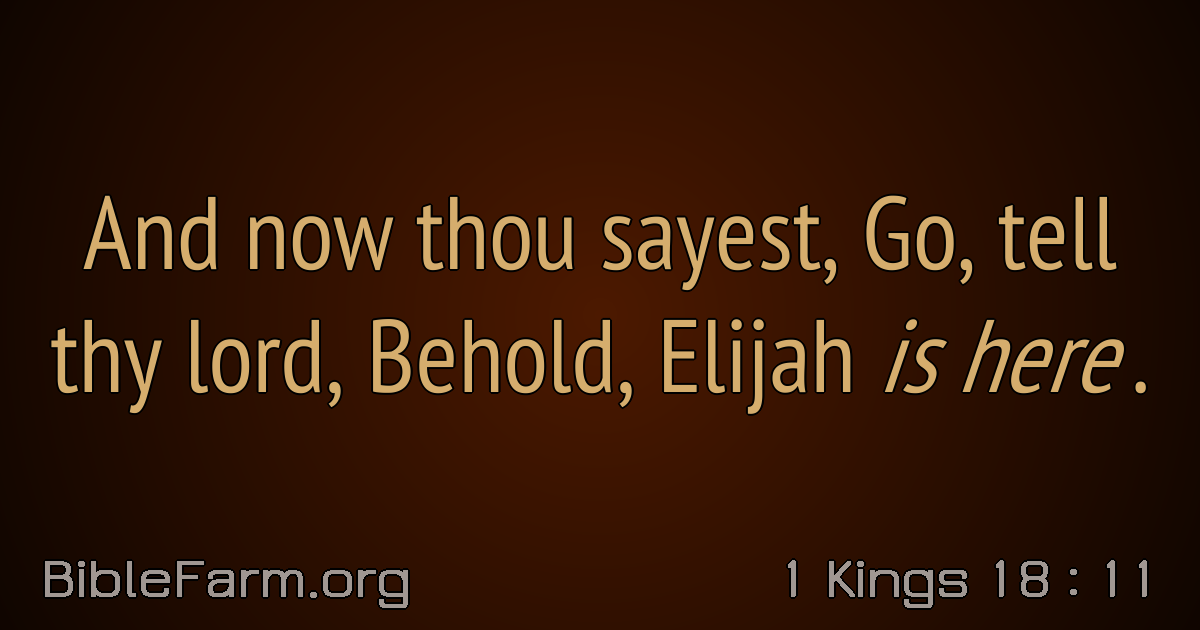 And now thou sayest, Go, tell
thy lord, Behold, Elijah is here.
BibleFarm.org
1 Kings 18:11